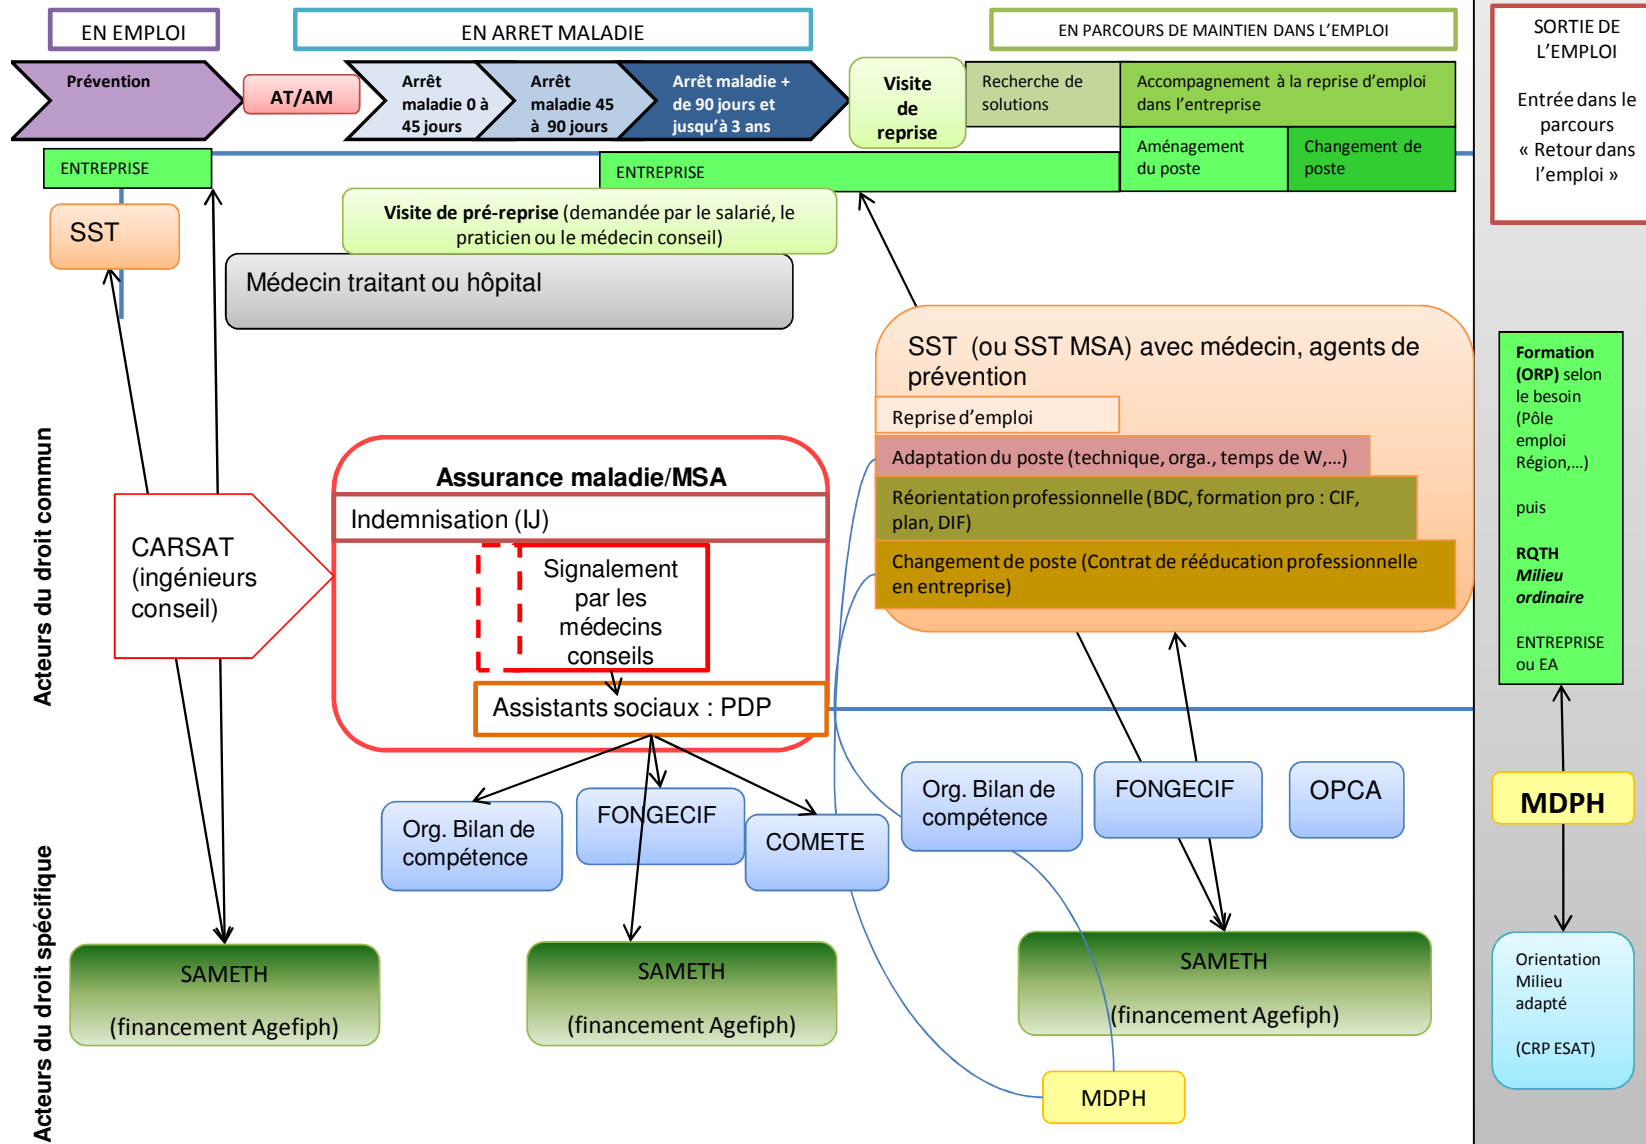 EN EMPLOI
EN ARRET MALADIE
EN PARCOURS DE MAINTIEN DANS L’EMPLOI
SORTIE DE
L’EMPLOI
Entrée dans le
parcours
« Retour dans
l’emploi »
Prévention
AT/AM
Arrêt
maladie 0 à
45 jours
Arrêt
maladie 45
à 90 jours
Arrêt maladie +
de 90 jours et
jusqu’à 3 ans
Visite
de
reprise
Recherche de
solutions
Accompagnement à la reprise d’emploi
dans l’entreprise
Aménagement
du poste
Changement de
poste
ENTREPRISE
ENTREPRISE
SST
Visite de pré-reprise (demandée par le salarié, le
praticien ou le médecin conseil)
Médecin traitant ou hôpital
SST (ou SST MSA) avec médecin, agents de
prévention
Reprise d’emploi
Adaptation du poste (technique, orga., temps de W,…)
Réorientation professionnelle (BDC, formation pro : CIF,
plan, DIF)
Changement de poste (Contrat de rééducation professionnelle
en entreprise)
Formation
(ORP) selon
le besoin
(Pôle
emploi
Région,…)
puis
RQTH
Milieu
ordinaire
ENTREPRISE
ou EA
Acteurs du droit commun
CARSAT
(ingénieurs
conseil)
Assurance maladie/MSA
Indemnisation (IJ)
Signalement
par les
médecins
conseils
Assistants sociaux : PDP
Org. Bilan de
compétence
FONGECIF
COMETE
Org. Bilan de
compétence
FONGECIF
OPCA
MDPH
Acteurs du droit spécifique
SAMETH
(financement Agefiph)
SAMETH
(financement Agefiph)
SAMETH
(financement Agefiph)
MDPH
Orientation
Milieu
adapté
(CRP ESAT)